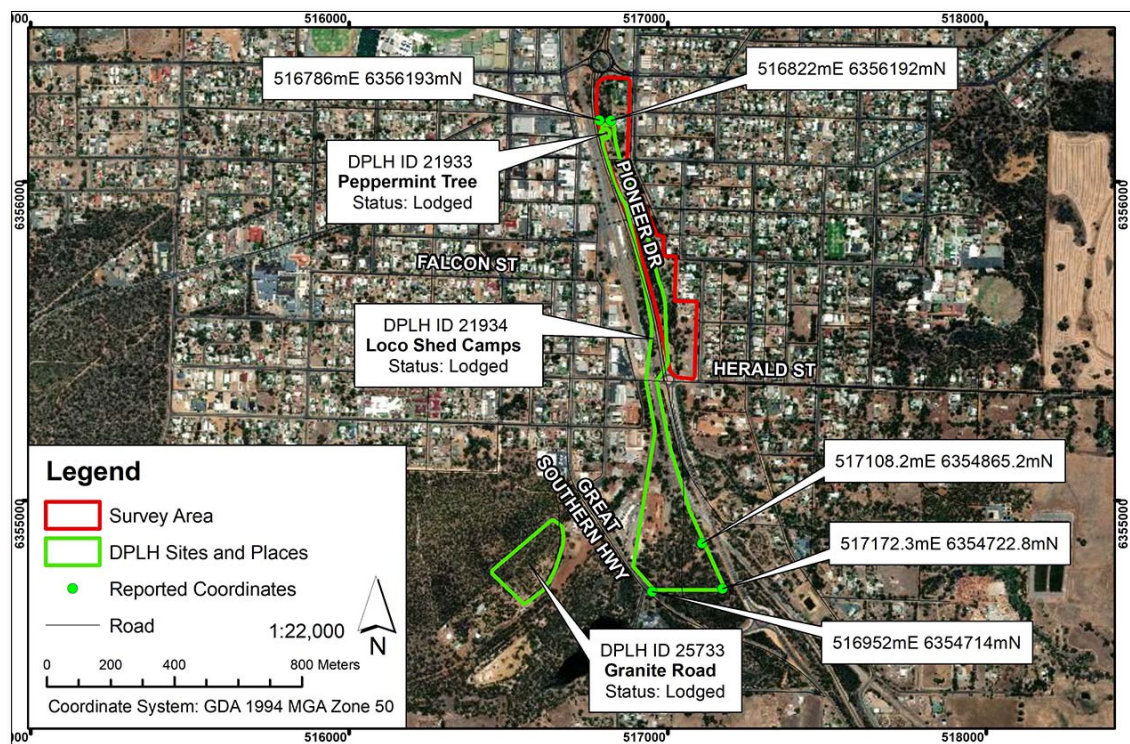 516000
517000
518000
516786mE 6356193mN
516822mE 6356192mN
DPLH ID 21933
Peppermint Tree
Status: Lodged
PIONEER DR
6356000
6356000
FALCON ST
DPLH ID 21934
Loco Shed Camps
Status: Lodged
HERALD ST
517108.2mE 6354865.2mN
GREAT
SOUTHERN HWY
6355000
6355000
517172.3mE 6354722.8mN
516952mE 6354714mN
DPLH ID 25733
Granite Road
Status: Lodged
Legend
Survey Area
DPLH Sites and Places
Reported Coordinates
Road
1:22,000
N
0 200 400 800 Meters
Coordinate System: GDA 1994 MGA Zone 50
516000
517000
518000